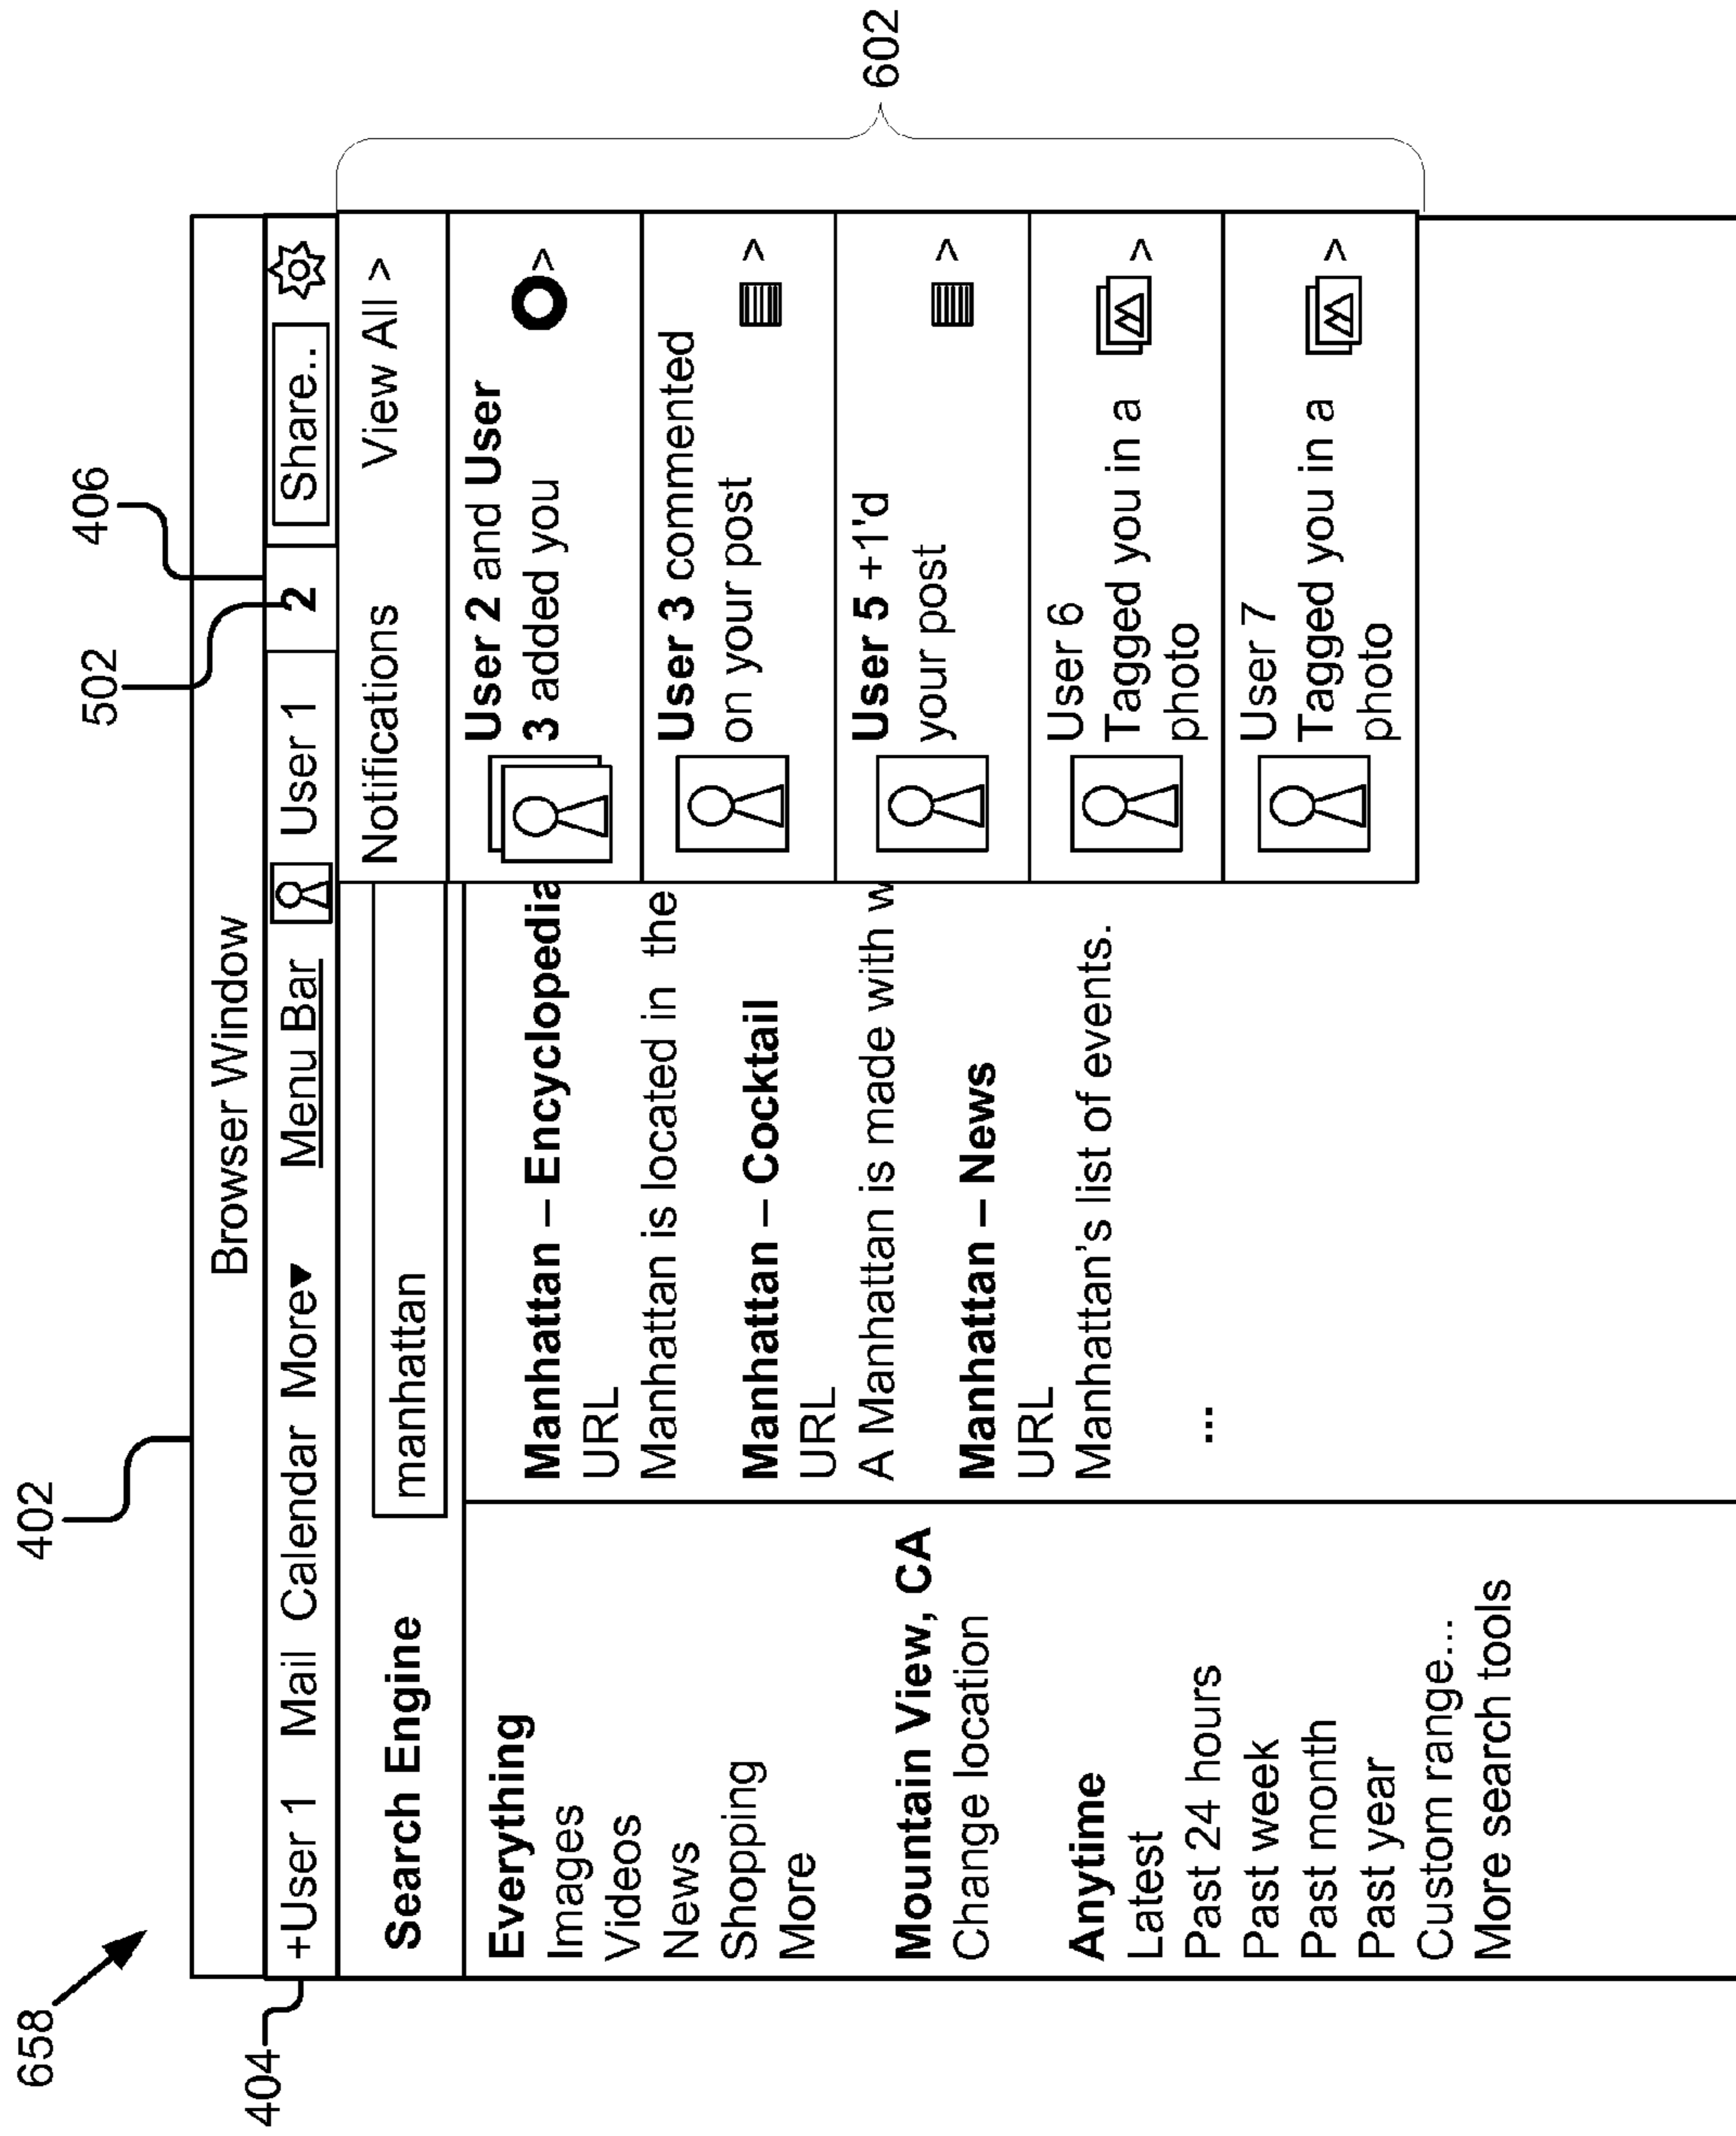 658
402
502
406
404
602
Browser Window
+User 1 Mail Calendar More▾ Menu Bar User 1 2 Share..
Search Engine
manhattan
Everything
Images
Videos
News
Shopping
More
Mountain View, CA
Change location
Anytime
Latest
Past 24 hours
Past week
Past month
Past year
Custom range...
More search tools
Manhattan – Encyclopedia
URL
Manhattan is located in the
Manhattan – Cocktail
URL
A Manhattan is made with w
Manhattan – News
URL
Manhattan’s list of events.
...
Notifications View All >
User 2 and User
3 added you >
User 3 commented
on your post >
User 5 +1'd
your post >
User 6
Tagged you in a >
photo
User 7
Tagged you in a >
photo